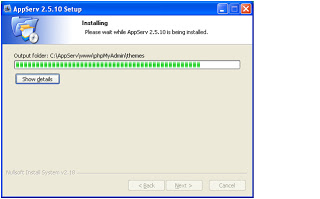 AppServ 2.5.10 Setup
Installing
Please wait while AppServ 2.5.10 is being installed.
Output folder: C:\AppServ\www\phpMyAdmin\themes
Show details
Nullsoft Install System v2.18
< Back
Next >
Cancel